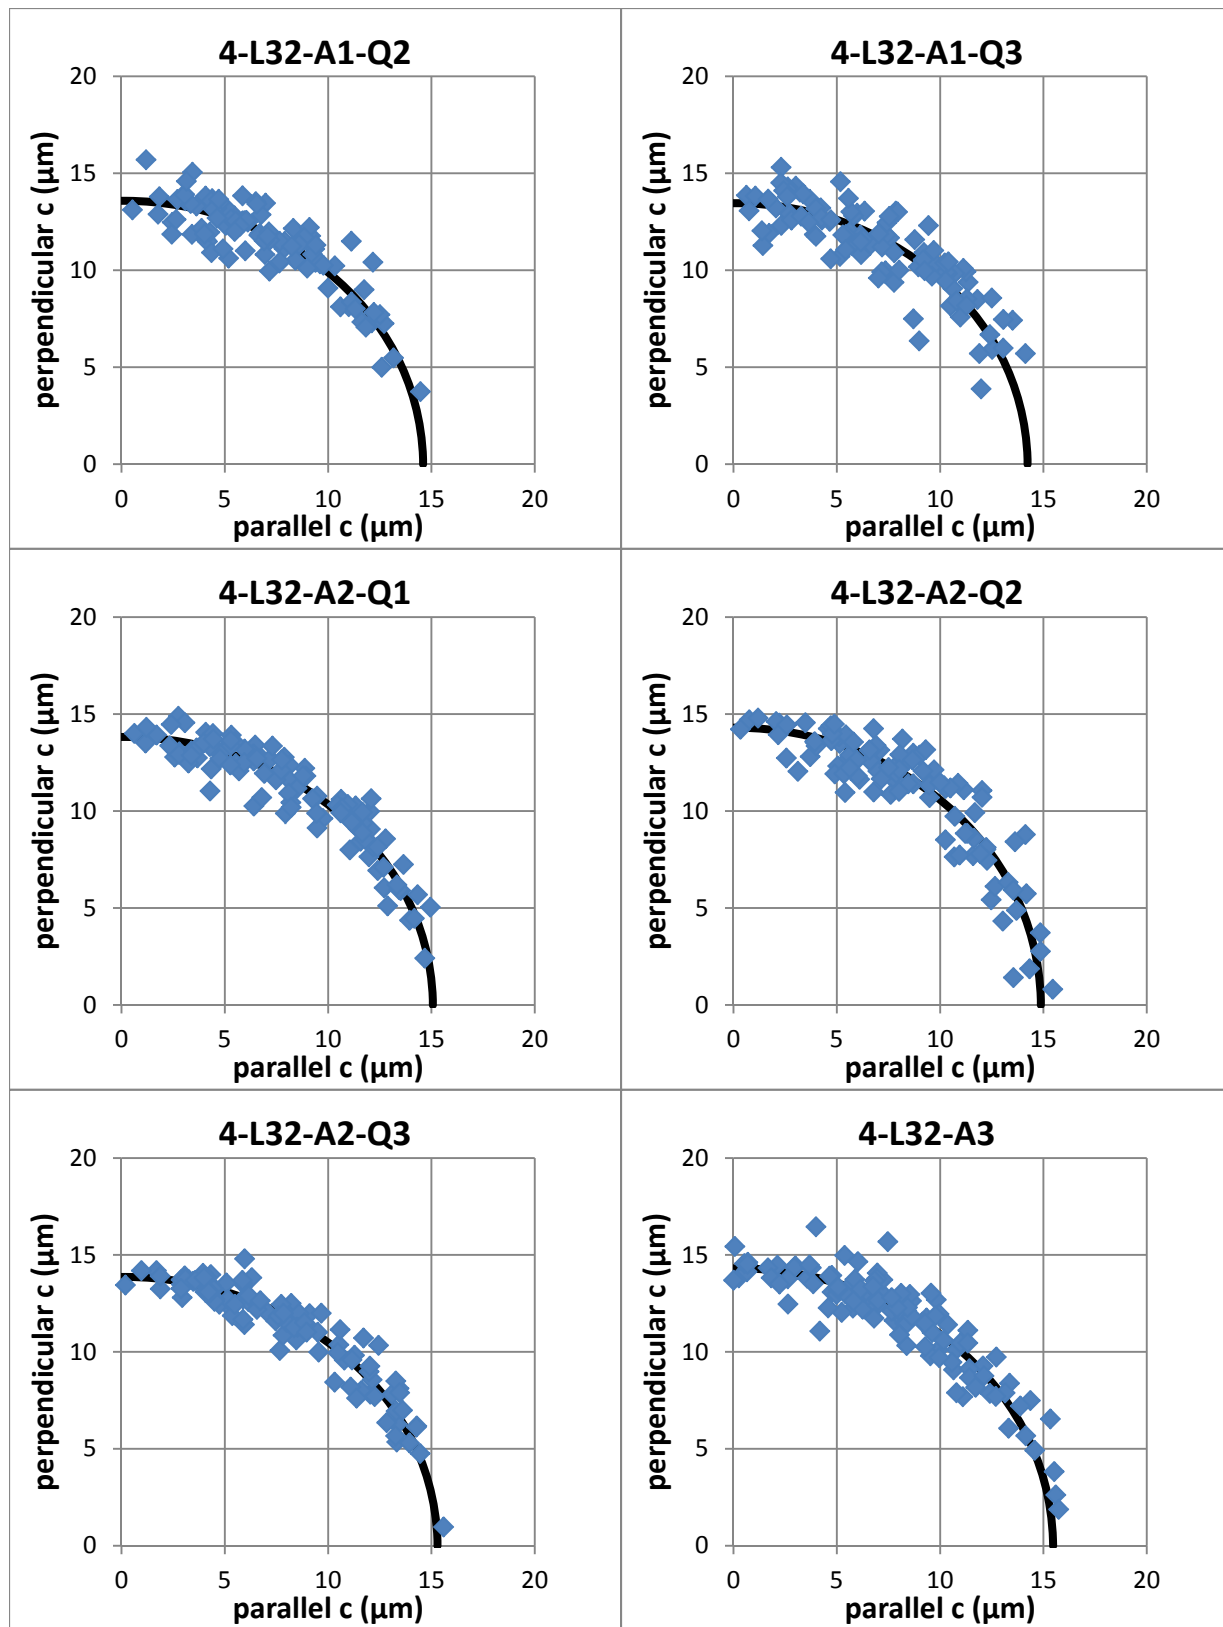 4-L32-A1-Q2
perpendicular c (µm)
20
15
10
5
0
0 5 10 15 20
parallel c (µm)
4-L32-A1-Q3
perpendicular c (µm)
20
15
10
5
0
0 5 10 15 20
parallel c (µm)
4-L32-A2-Q1
perpendicular c (µm)
20
15
10
5
0
0 5 10 15 20
parallel c (µm)
4-L32-A2-Q2
perpendicular c (µm)
20
15
10
5
0
0 5 10 15 20
parallel c (µm)
4-L32-A2-Q3
perpendicular c (µm)
20
15
10
5
0
0 5 10 15 20
parallel c (µm)
4-L32-A3
perpendicular c (µm)
20
15
10
5
0
0 5 10 15 20
parallel c (µm)